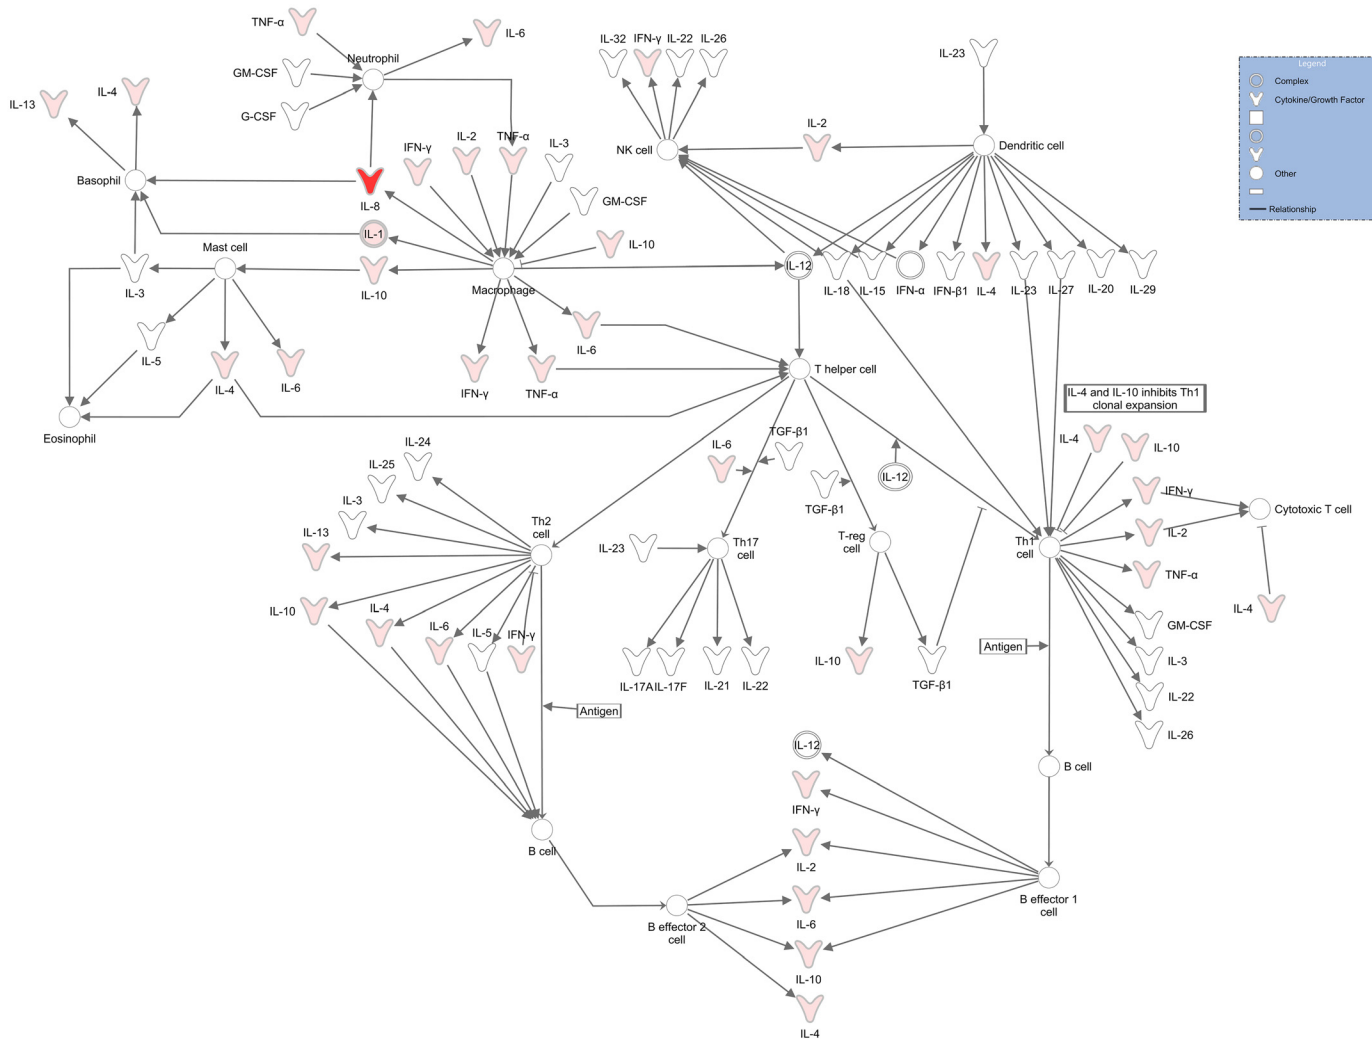 TNF-α
IL-6
Neutrophil
GM-CSF
G-CSF
IL-13
IL-4
Basophil
IL-8
IFN-γ
IL-2
TNF-α
IL-3
GM-CSF
IL-10
IL-1
Macrophage
Mast cell
IL-3
IL-10
IL-5
IL-4
IL-6
Eosinophil
IFN-γ
TNF-α
IL-6
IL-32
IFN-γ
IL-22
IL-26
NK cell
IL-2
IL-23
Dendritic cell
IL-12
IL-18
IL-15
IFN-α
IFN-β1
IL-4
IL-23
IL-27
IL-20
IL-29
Legend
Complex
Cytokine/Growth Factor
Other
Relationship
T helper cell
IL-4 and IL-10 inhibits Th1
clonal expansion
IL-24
IL-25
IL-3
IL-13
IL-10
IL-4
IL-6
IL-5
IFN-γ
Th2
cell
Antigen
B cell
IL-6
TGF-β1
IL-23
Th17
cell
IL-17A
IL-17F
IL-21
IL-22
TGF-β1
T-reg
cell
IL-10
TGF-β1
IL-12
IL-4
IL-10
IFN-γ
IL-2
TNF-α
Th1
cell
Cytotoxic T cell
IL-4
GM-CSF
IL-3
IL-22
IL-26
Antigen
B cell
B effector 1
cell
IL-12
IFN-γ
IL-2
IL-6
IL-10
IL-4
B effector 2
cell